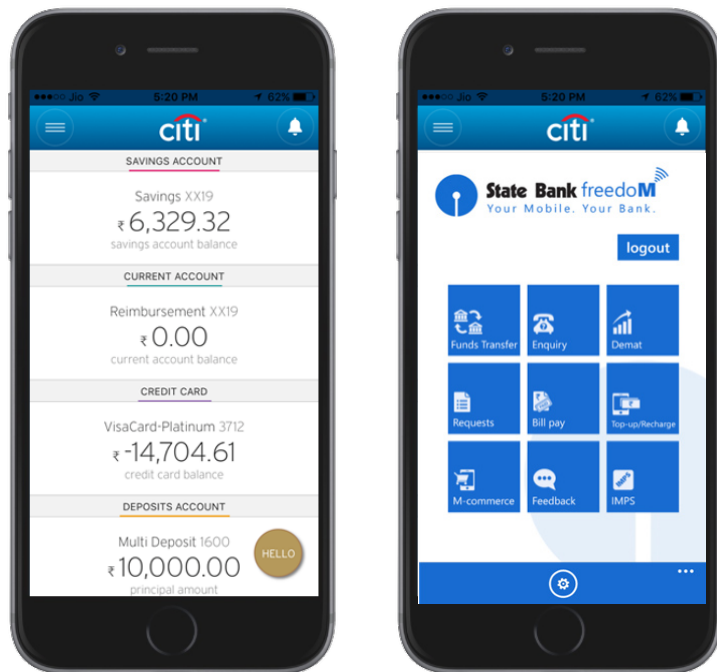 Jio 5:20 PM 62%
citi
SAVINGS ACCOUNT
Savings XX19
₹ 6,329.32
savings account balance
CURRENT ACCOUNT
Reimbursement XX19
₹ 0.00
current account balance
CREDIT CARD
VisaCard-Platinum 3712
₹ -14,704.61
credit card balance
DEPOSITS ACCOUNT
Multi Deposit 1600
₹ 10,000.00
principal amount
HELLO
Jio 5:20 PM 62%
citi
State Bank freedoM
Your Mobile. Your Bank.
logout
Funds Transfer Enquiry Demat
Requests Bill pay Top-up/Recharge
M-commerce Feedback IMPS